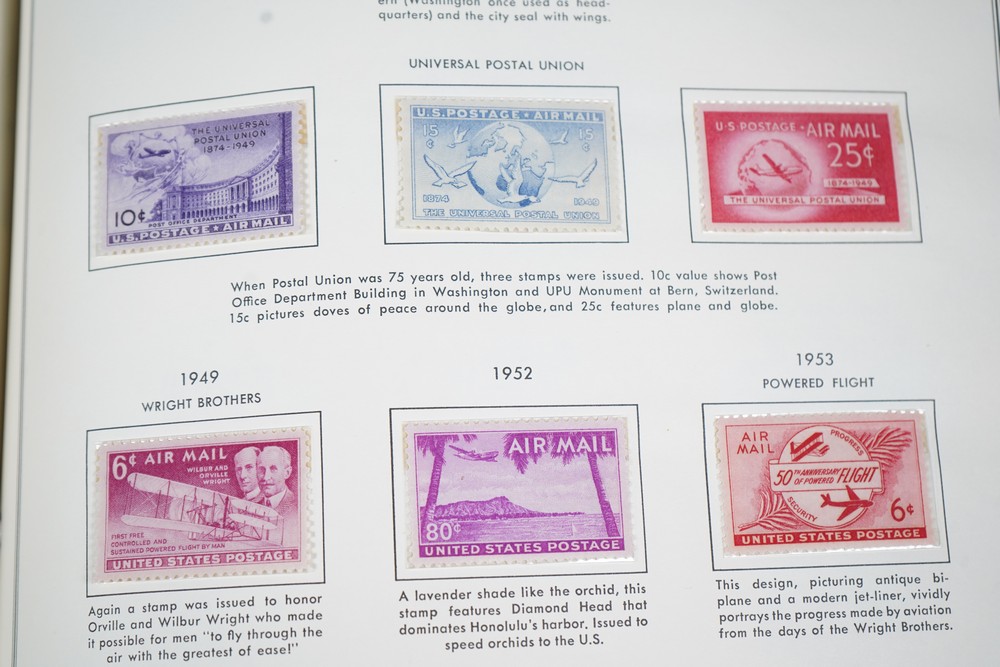 ern (Washington once used as head-
quarters) and the city seal with wings.
UNIVERSAL POSTAL UNION
THE UNIVERSAL
POSTAL UNION
1874-1949
10¢
POST OFFICE DEPARTMENT
U.S. POSTAGE ★ AIR MAIL
U.S. POSTAGE • AIR MAIL
15¢ 15¢
1874 1949
THE UNIVERSAL POSTAL UNION
U·S·POSTAGE • AIR MAIL
25¢
1874-1949
THE UNIVERSAL POSTAL UNION
When Postal Union was 75 years old, three stamps were issued. 10c value shows Post
Office Department Building in Washington and UPU Monument at Bern, Switzerland.
15c pictures doves of peace around the globe, and 25c features plane and globe.
1949
WRIGHT BROTHERS
6¢ AIR MAIL
WILBUR AND
ORVILLE
WRIGHT
FIRST FREE
CONTROLLED AND
SUSTAINED POWERED FLIGHT BY MAN
UNITED STATES POSTAGE
Again a stamp was issued to honor
Orville and Wilbur Wright who made
it possible for men "to fly through the
air with the greatest of ease!"
1952
AIR MAIL
80¢
UNITED STATES POSTAGE
A lavender shade like the orchid, this
stamp features Diamond Head that
dominates Honolulu's harbor. Issued to
speed orchids to the U.S.
1953
POWERED FLIGHT
AIR
MAIL
PROGRESS
50TH ANNIVERSARY
OF POWERED FLIGHT
SECURITY
6¢
UNITED STATES POSTAGE
This design, picturing antique bi-
plane and a modern jet-liner, vividly
portrays the progress made by aviation
from the days of the Wright Brothers.